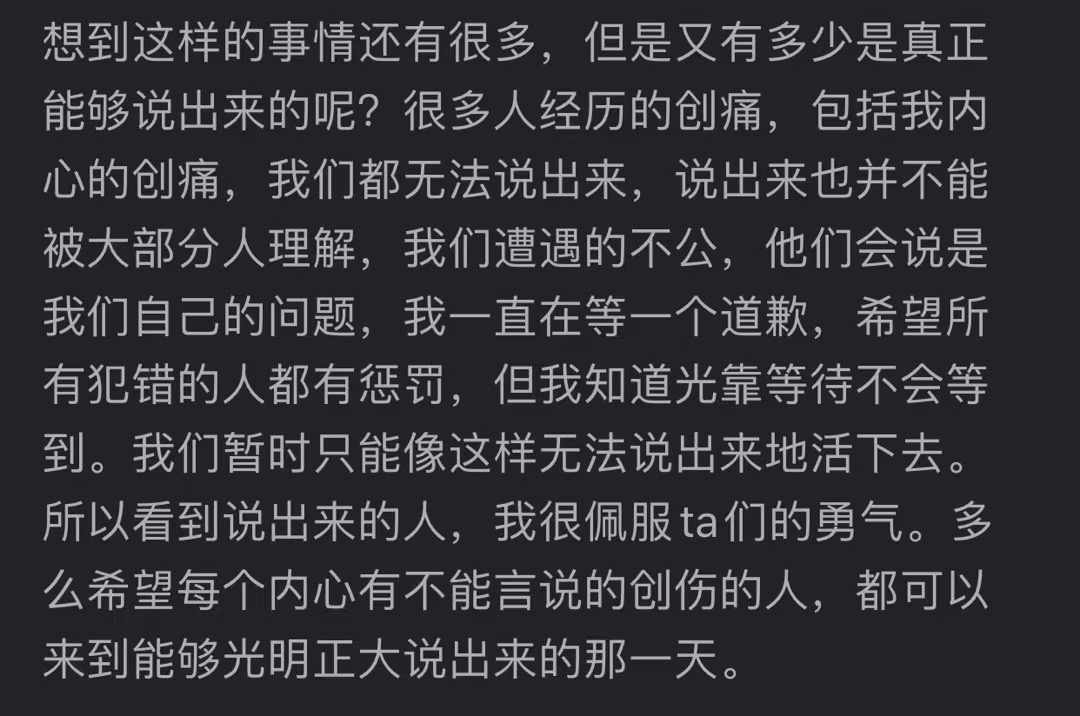 想到这样的事情还有很多，但是又有多少是真正
能够说出来的呢？很多人经历的创痛，包括我内
心的创痛，我们都无法说出来，说出来也并不能
被大部分人理解，我们遭遇的不公，他们会说是
我们自己的问题，我一直在等一个道歉，希望所
有犯错的人都有惩罚，但我知道光靠等待不会等
到。我们暂时只能像这样无法说出来地活下去。
所以看到说出来的人，我很佩服ta们的勇气。多
么希望每个内心有不能言说的创伤的人，都可以
来到能够光明正大说出来的那一天。